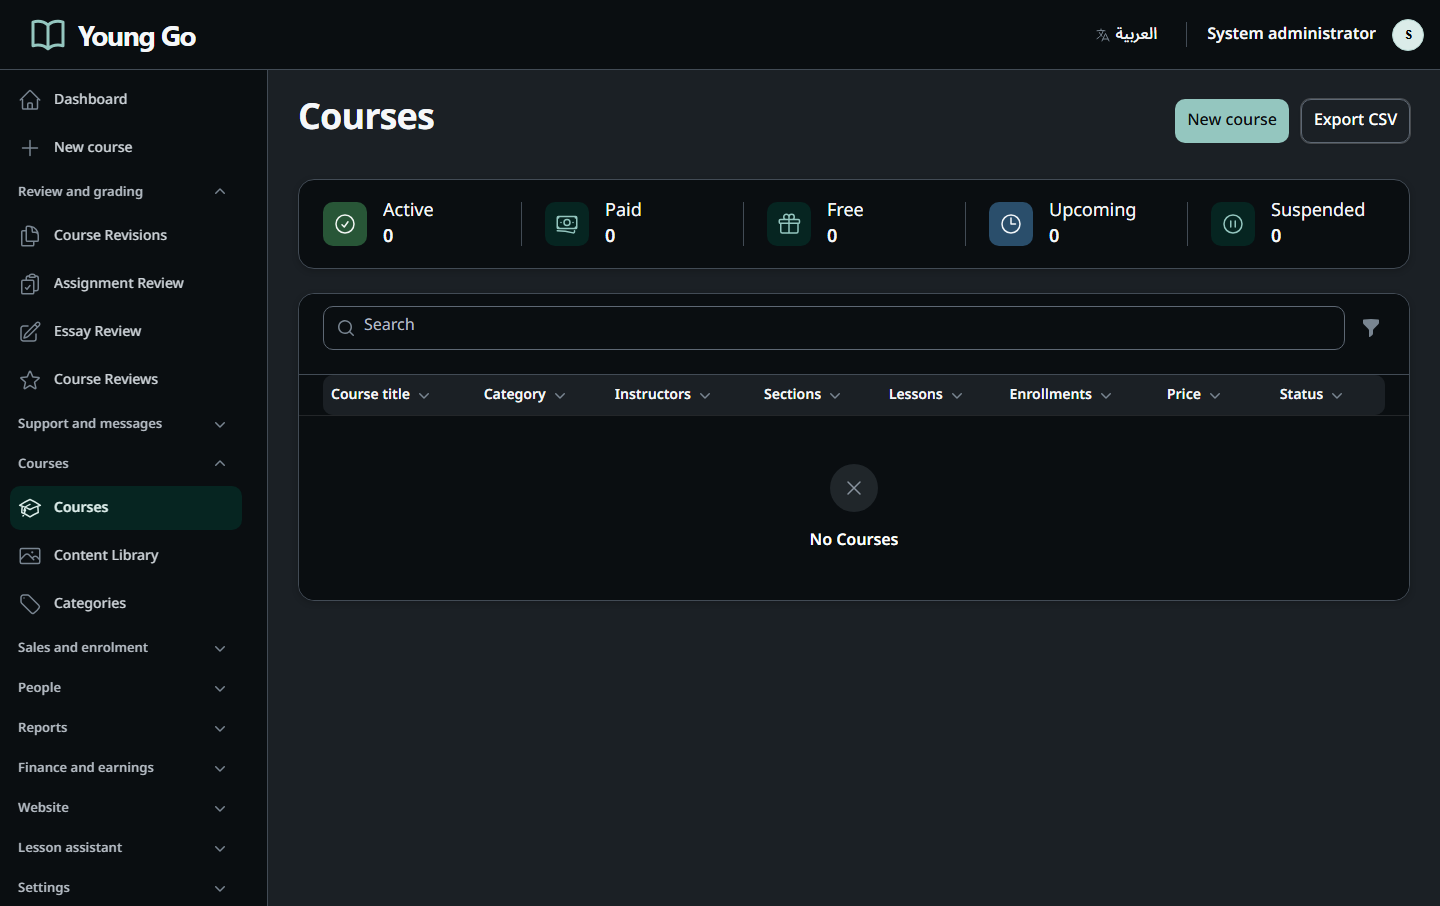 Young Go
العربية
System administrator
S
Dashboard
New course
Review and grading
Course Revisions
Assignment Review
Essay Review
Course Reviews
Support and messages
Courses
Courses
Content Library
Categories
Sales and enrolment
People
Reports
Finance and earnings
Website
Lesson assistant
Settings
Courses
New course
Export CSV
Active
0
Paid
0
Free
0
Upcoming
0
Suspended
0
Search
Course title Category Instructors Sections Lessons Enrollments Price Status
No Courses